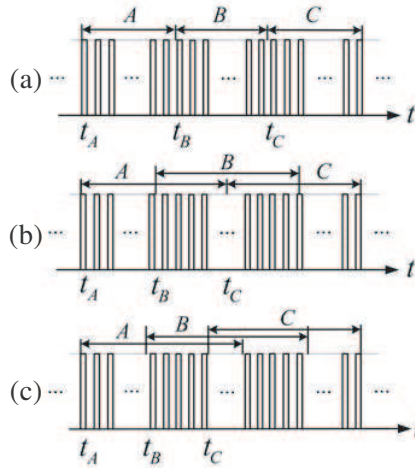 A B C
(a) ... ... ... ... ...
t_A t_B t_C t
B
A C
(b) ... ... ... ...
t_A t_B t_C t
C
A B
(c) ... ... ... ... ...
t_A t_B t_C t